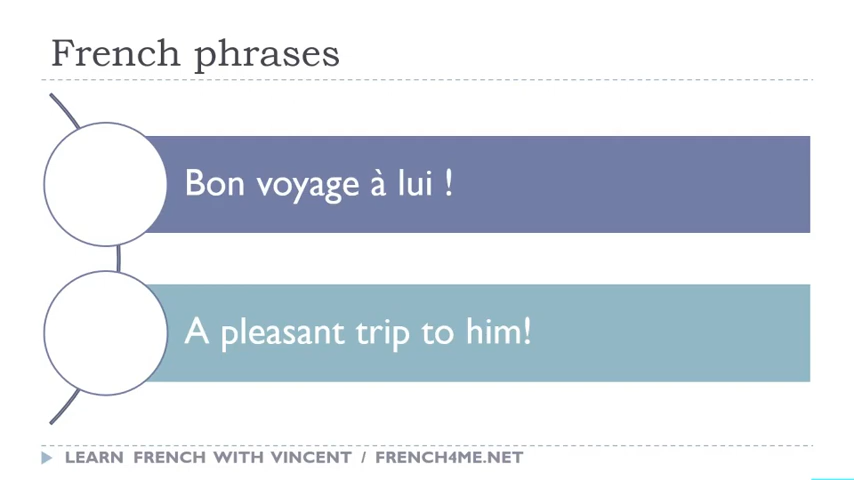 French phrases
Bon voyage à lui !
A pleasant trip to him!
LEARN FRENCH WITH VINCENT / FRENCH4ME.NET